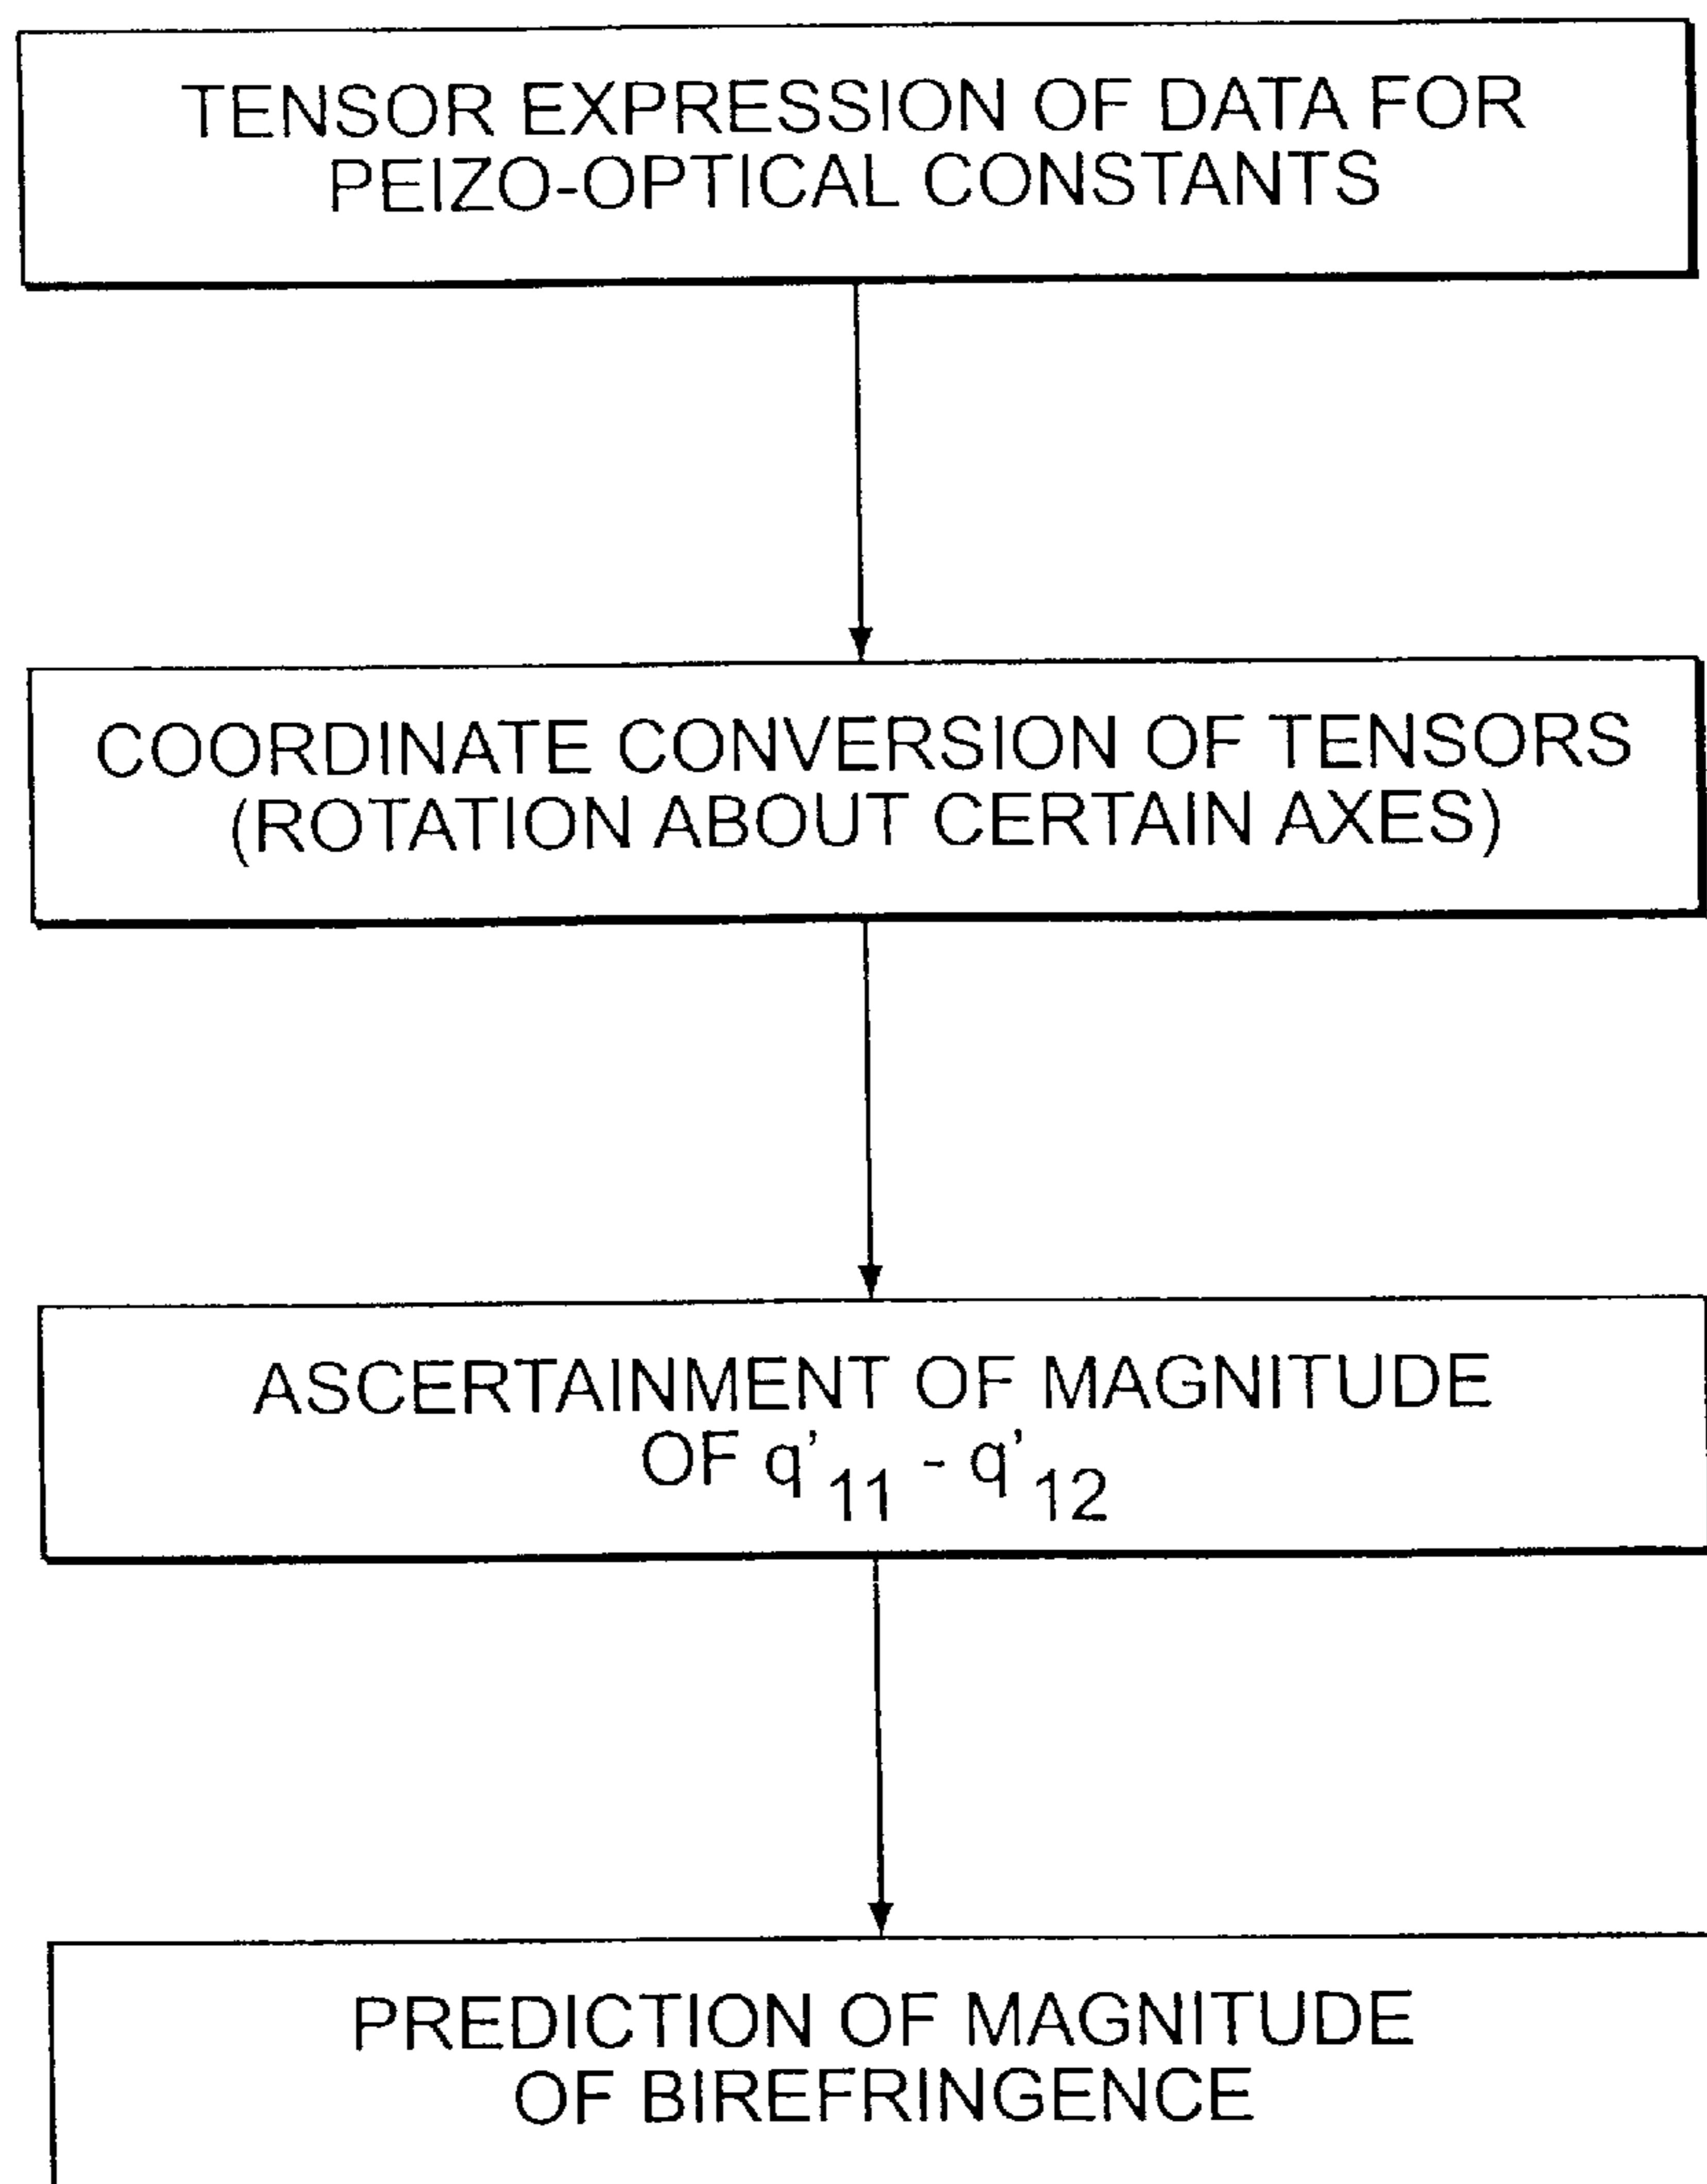 TENSOR EXPRESSION OF DATA FOR
PEIZO-OPTICAL CONSTANTS
COORDINATE CONVERSION OF TENSORS
(ROTATION ABOUT CERTAIN AXES)
ASCERTAINMENT OF MAGNITUDE
OF q'11 - q'12
PREDICTION OF MAGNITUDE
OF BIREFRINGENCE